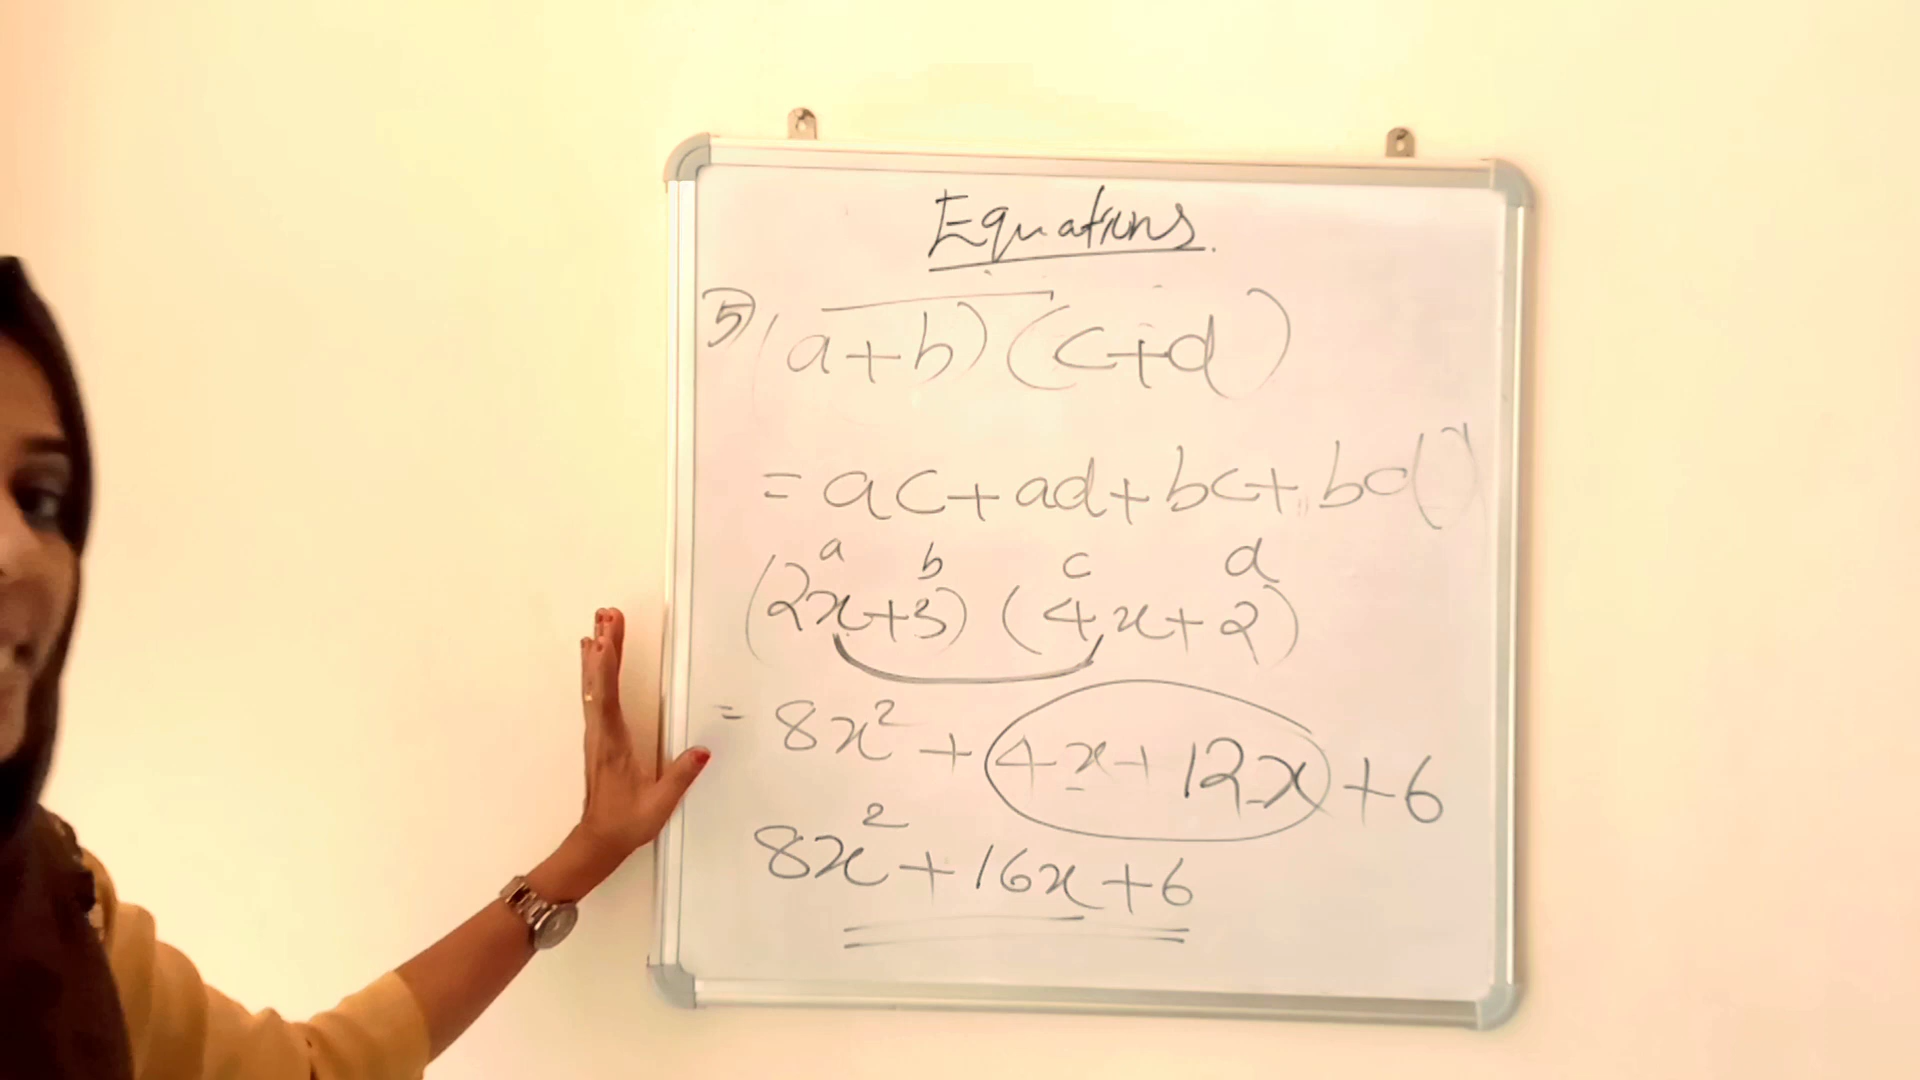 Equations.
5) (a+b) (c+d)
= ac+ad+bc+bd
a b c d
(2x+3) (4x+2)
= 8x² + 4x+12x+6
8x²+16x+6